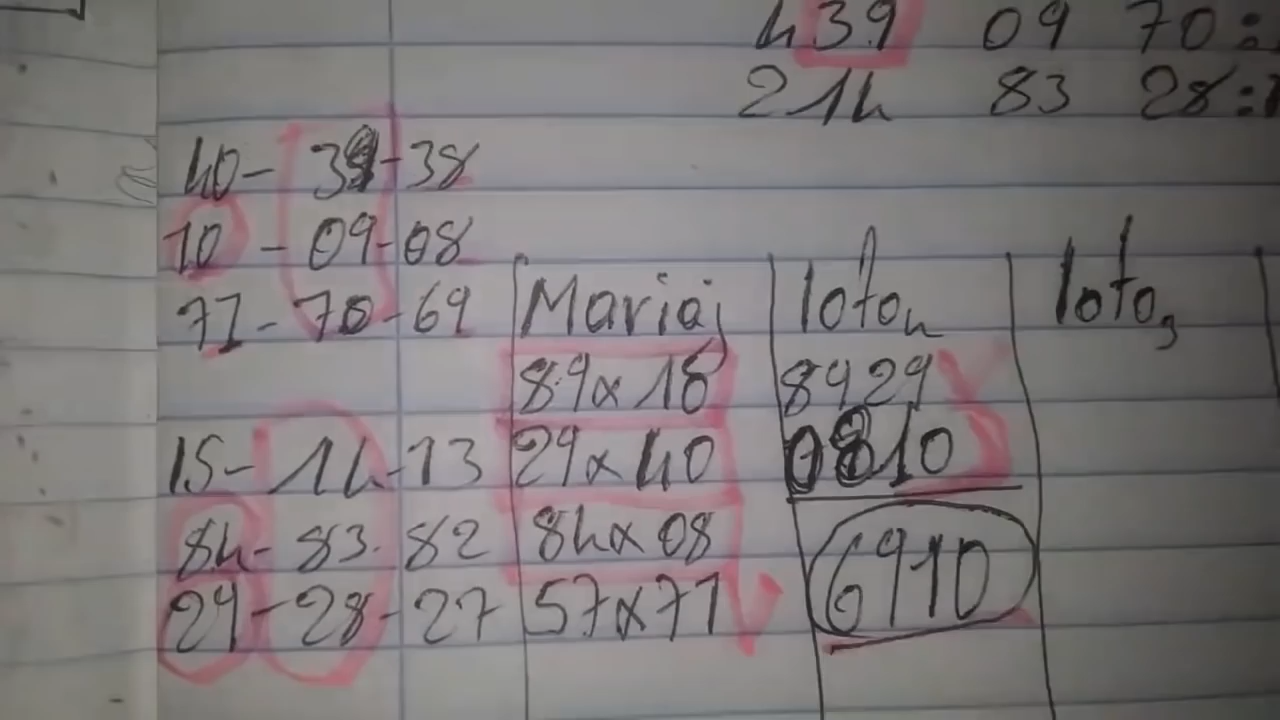 439 09 70:
214 83 28:
40 - 39 - 38
10 - 09 - 08
71 - 70 - 69
15 - 14 - 13
84 - 83 - 82
29 - 28 - 27
Mariaj
89x18
29x40
84x08
57x71
loto4
8929
0810
6910
loto3